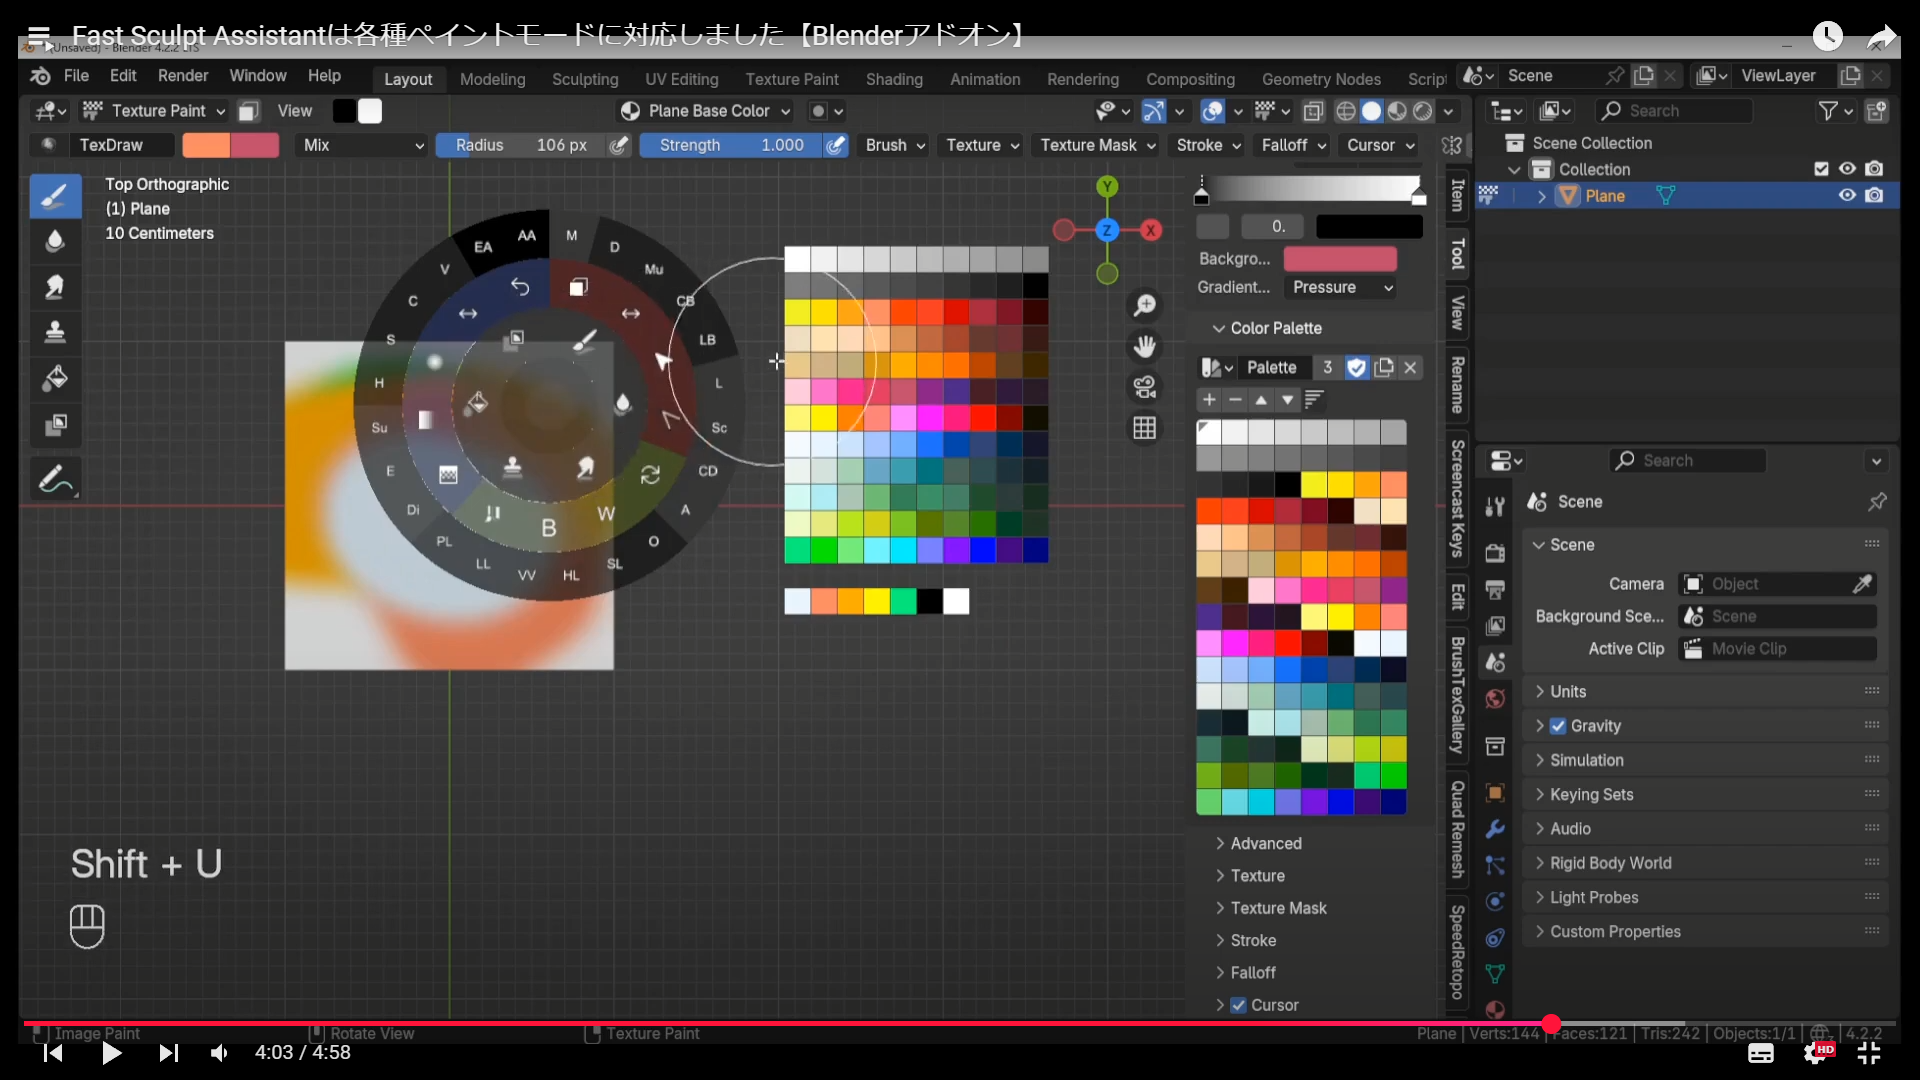 Fast Sculpt Assistantは各種ペイントモードに対応しました【Blenderアドオン】
(Unsaved) - Blender 4.2.2 LTS
File Edit Render Window Help Layout Modeling Sculpting UV Editing Texture Paint Shading Animation Rendering Compositing Geometry Nodes Script Scene ViewLayer
Texture Paint View Plane Base Color Search
TexDraw Mix Radius 106 px Strength 1.000 Brush Texture Texture Mask Stroke Falloff Cursor
Scene Collection
Collection
Plane
Top Orthographic
(1) Plane
10 Centimeters
Y
X
Z
AA
M
EA
D
V
Mu
C
CB
S
LB
H
L
Su
Sc
E
CD
Di
A
PL
O
LL
SL
VV
HL
B
W
0.
Backgro...
Gradient... Pressure
Color Palette
Palette 3
Advanced
Texture
Texture Mask
Stroke
Falloff
Cursor
Item
Tool
View
Rename
Screencast Keys
Edit
BrushTexGallery
Quad Remesh
SpeedRetopo
Search
Scene
Scene
Camera Object
Background Sce... Scene
Active Clip Movie Clip
Units
Gravity
Simulation
Keying Sets
Audio
Rigid Body World
Light Probes
Custom Properties
Shift + U
Image Paint Rotate View Texture Paint Plane | Verts:144 | Faces:121 | Tris:242 | Objects:1/1 | 4.2.2
4:03 / 4:58
HD